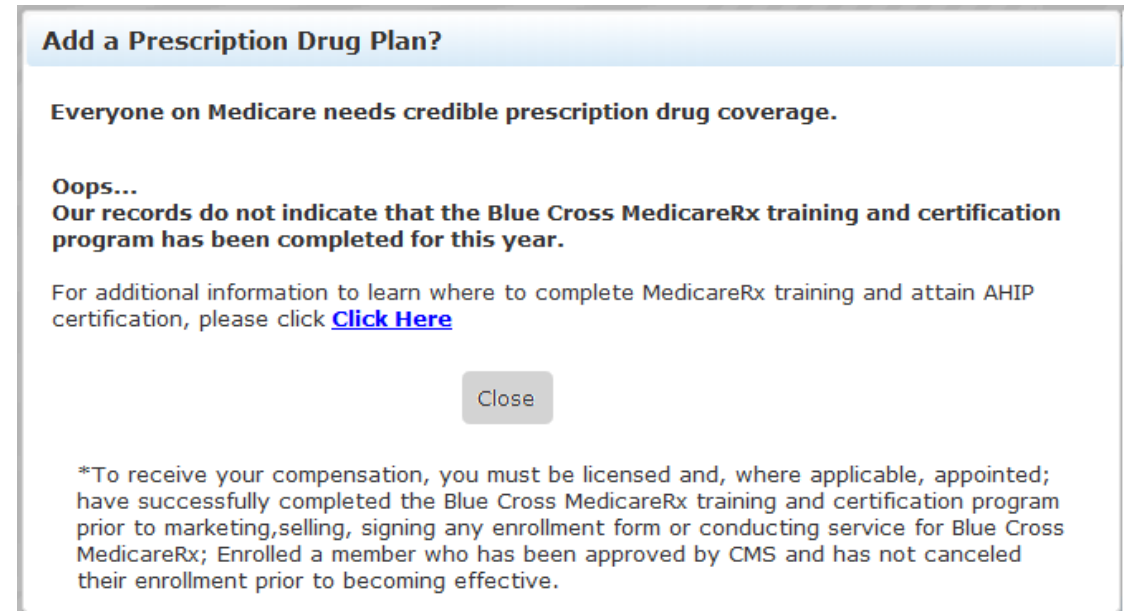 Add a Prescription Drug Plan?
Everyone on Medicare needs credible prescription drug coverage.
Oops...
Our records do not indicate that the Blue Cross MedicareRx training and certification
program has been completed for this year.
For additional information to learn where to complete MedicareRx training and attain AHIP
certification, please click Click Here
Close
*To receive your compensation, you must be licensed and, where applicable, appointed;
have successfully completed the Blue Cross MedicareRx training and certification program
prior to marketing,selling, signing any enrollment form or conducting service for Blue Cross
MedicareRx; Enrolled a member who has been approved by CMS and has not canceled
their enrollment prior to becoming effective.